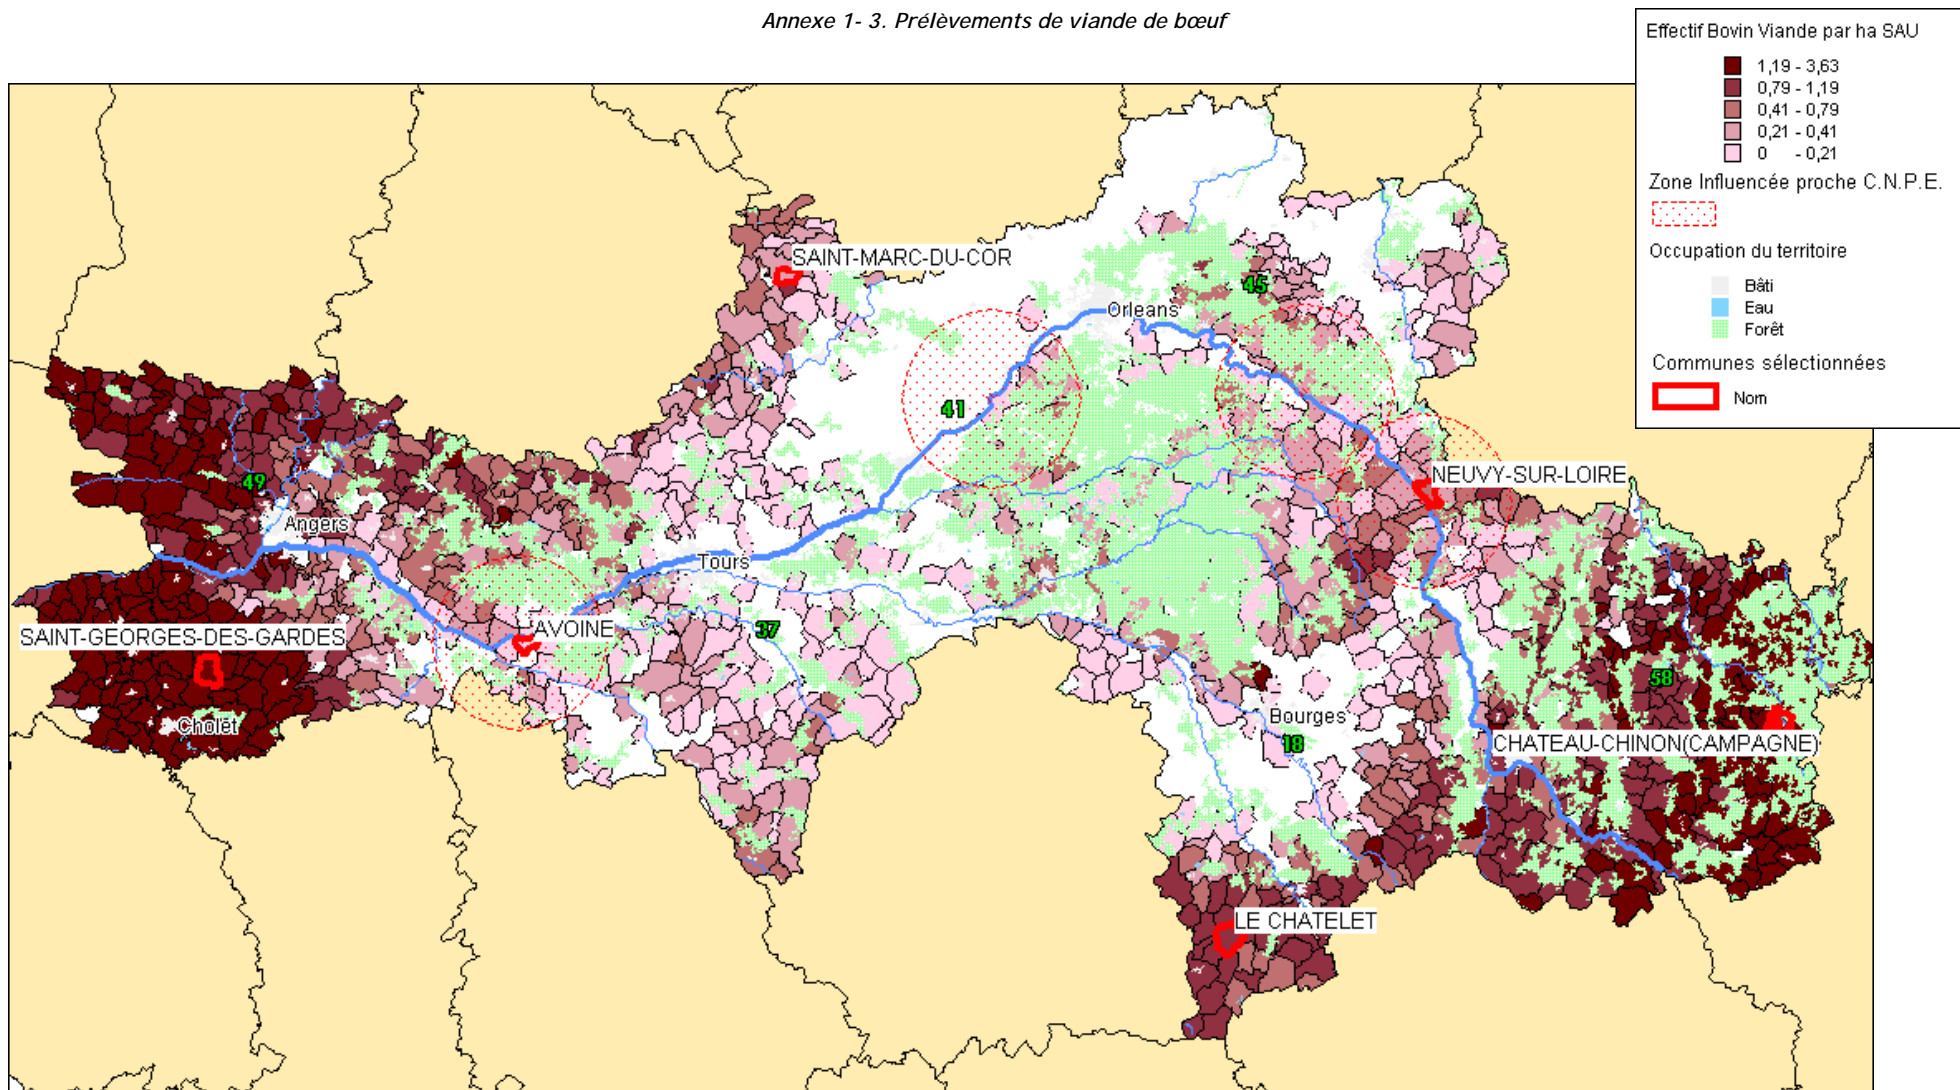 Annexe 1- 3. Prélèvements de viande de bœuf
Effectif Bovin Viande par ha SAU
1,19 - 3,63
0,79 - 1,19
0,41 - 0,79
0,21 - 0,41
0 - 0,21
Zone Influencée proche C.N.P.E.
Occupation du territoire
Bâti
Eau
Forêt
Communes sélectionnées
Nom
SAINT-MARC-DU-COR
45
Orleans
41
NEUVY-SUR-LOIRE
49
Angers
Tours
AVOINE
37
SAINT-GEORGES-DES-GARDES
58
Cholet
Bourges
18
CHATEAU-CHINON(CAMPAGNE)
LE CHATELET